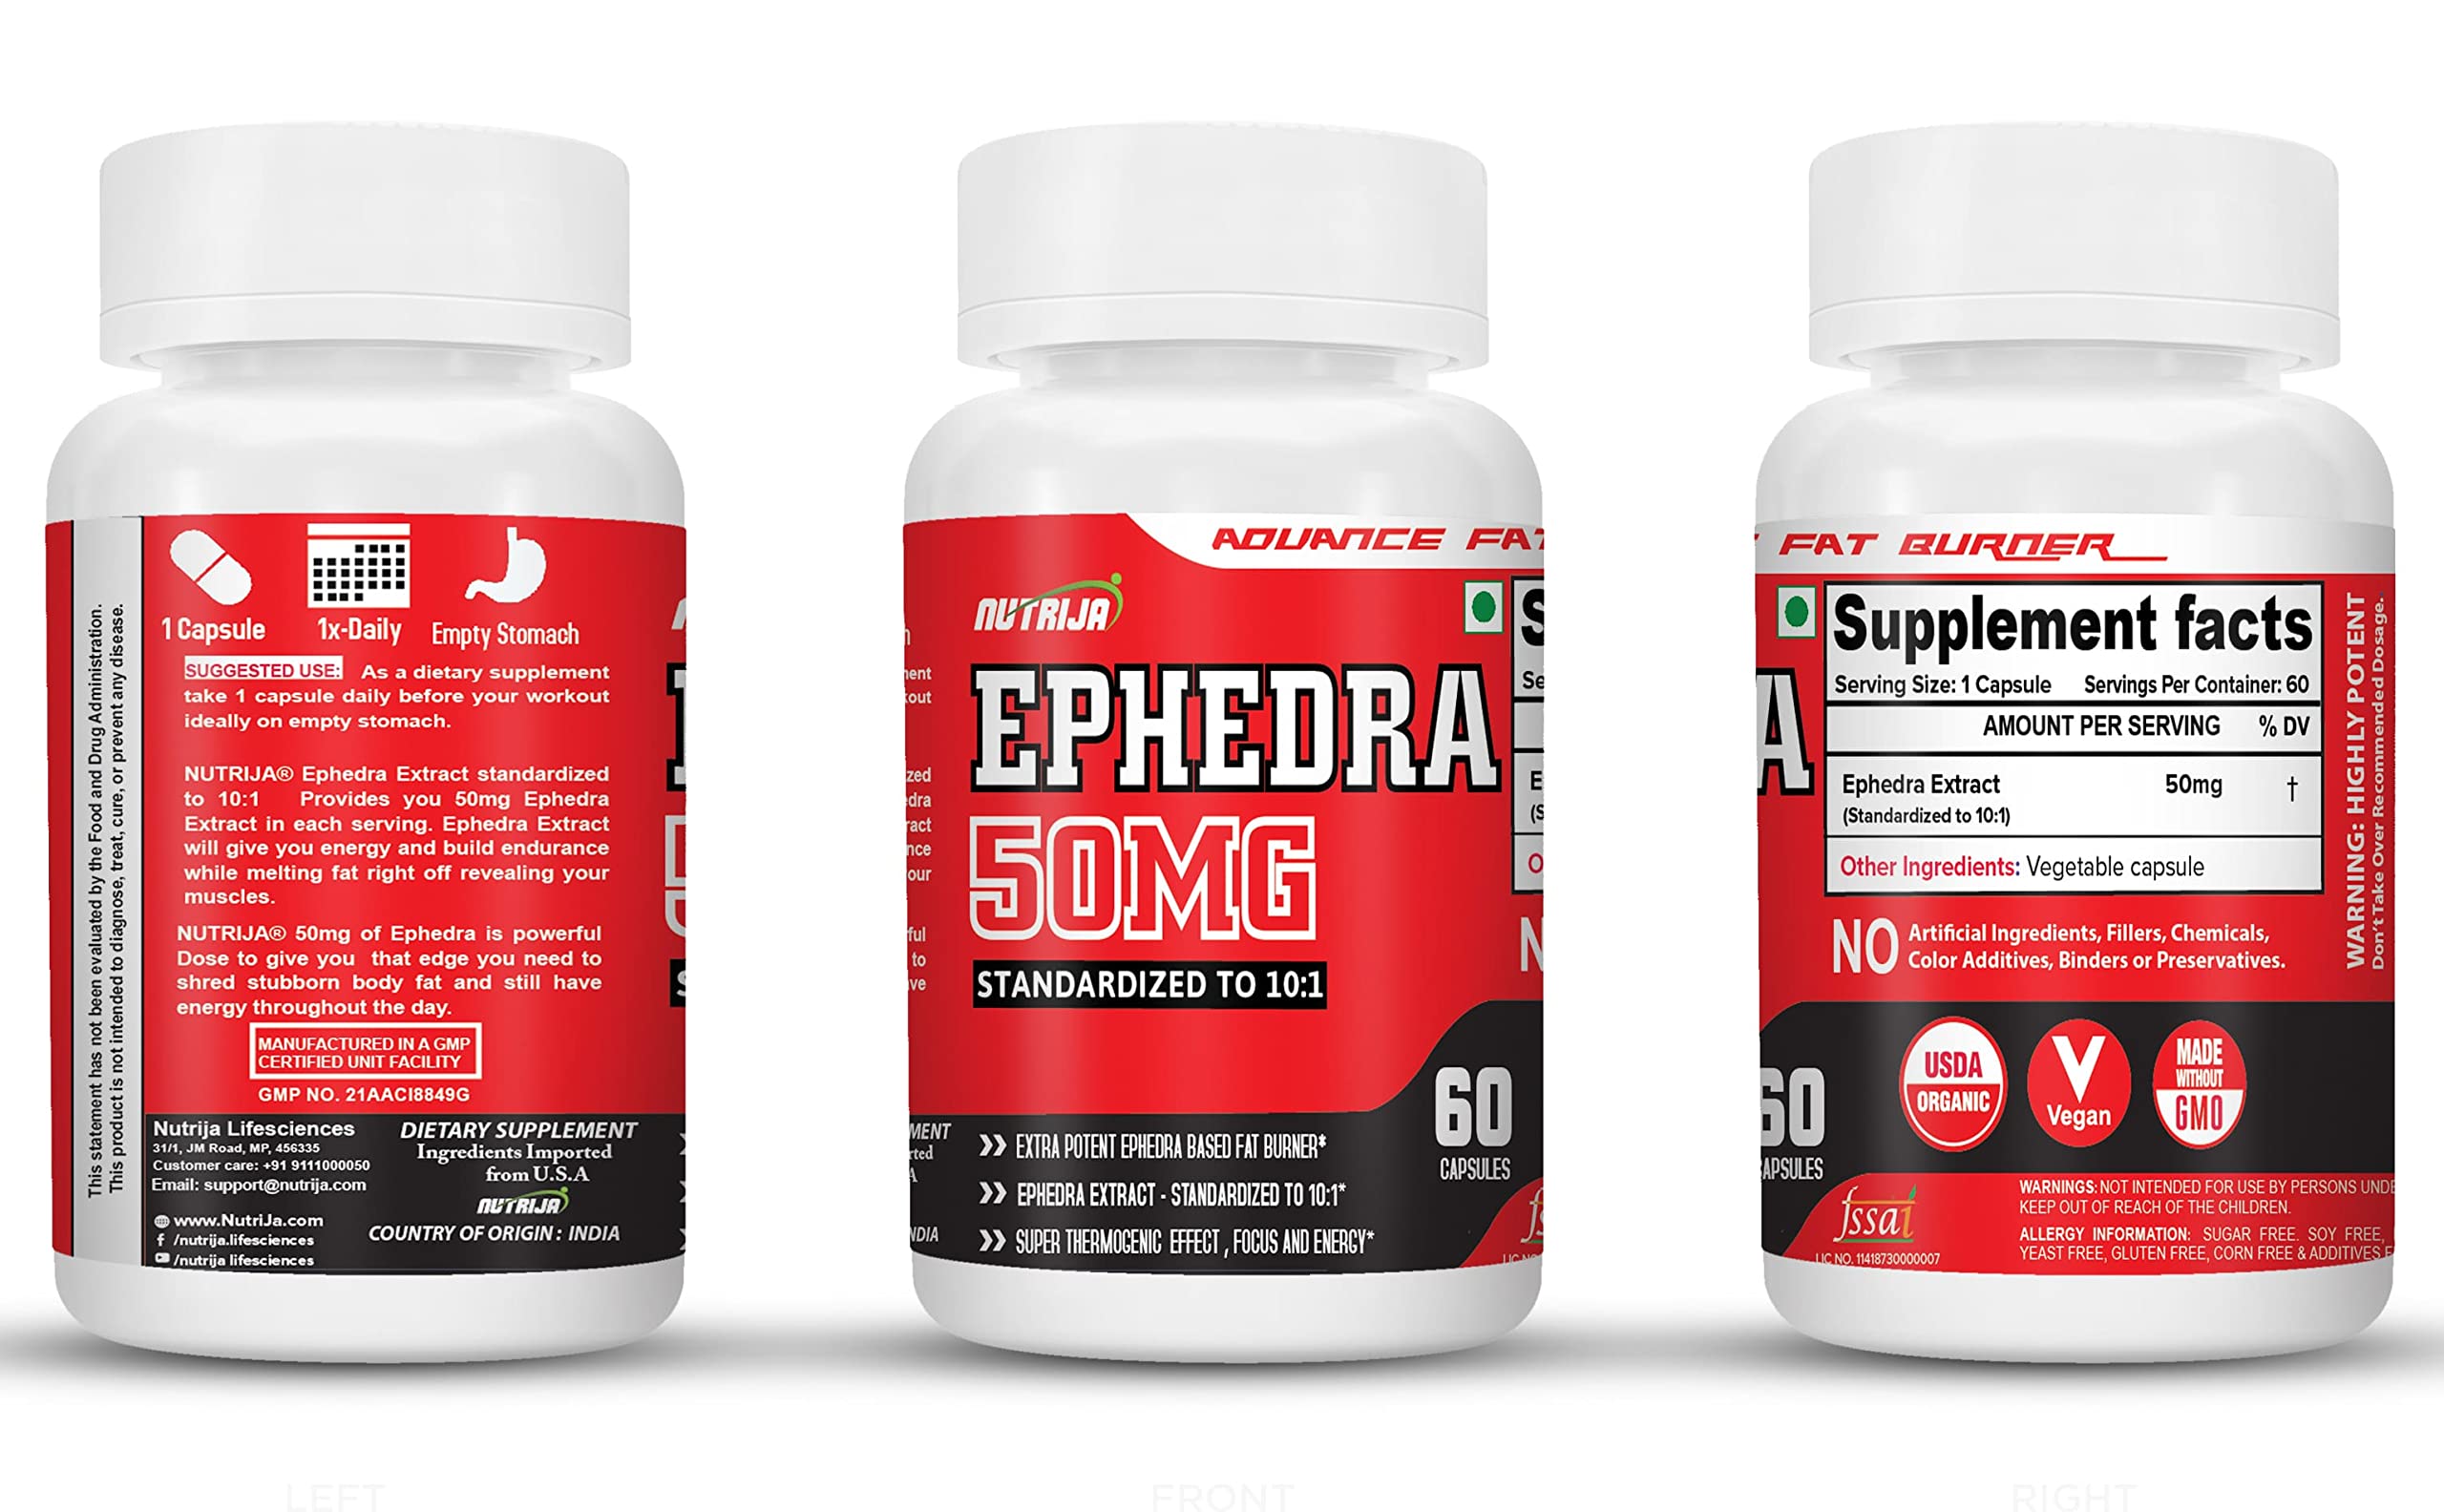 This statement has not been evaluated by the Food and Drug Administration.
This product is not intended to diagnose, treat, cure, or prevent any disease.
1 Capsule
1x-Daily
Empty Stomach
SUGGESTED USE: As a dietary supplement
take 1 capsule daily before your workout
ideally on empty stomach.
NUTRIJA® Ephedra Extract standardized
to 10:1 Provides you 50mg Ephedra
Extract in each serving. Ephedra Extract
will give you energy and build endurance
while melting fat right off revealing your
muscles.
NUTRIJA® 50mg of Ephedra is powerful
Dose to give you that edge you need to
shred stubborn body fat and still have
energy throughout the day.
MANUFACTURED IN A GMP
CERTIFIED UNIT FACILITY
GMP NO. 21AACI8849G
Nutrija Lifesciences
31/1, JM Road, MP, 456335
Customer care: +91 9111000050
Email: support@nutrija.com
www.NutriJa.com
/nutrija.lifesciences
/nutrija lifesciences
DIETARY SUPPLEMENT
Ingredients Imported
from U.S.A
NUTRIJA
COUNTRY OF ORIGIN : INDIA
LEFT
ADVANCE FAT
NUTRIJA
EPHEDRA
50MG
STANDARDIZED TO 10:1
60
CAPSULES
EXTRA POTENT EPHEDRA BASED FAT BURNER*
EPHEDRA EXTRACT - STANDARDIZED TO 10:1*
SUPER THERMOGENIC EFFECT , FOCUS AND ENERGY*
FRONT
FAT BURNER
Supplement facts
Serving Size: 1 Capsule Servings Per Container: 60
AMOUNT PER SERVING % DV
Ephedra Extract 50mg †
(Standardized to 10:1)
Other Ingredients: Vegetable capsule
WARNING: HIGHLY POTENT
Don't Take Over Recommended Dosage.
NO Artificial Ingredients, Fillers, Chemicals,
Color Additives, Binders or Preservatives.
USDA
ORGANIC
V
Vegan
MADE
WITHOUT
GMO
60
fssai
LIC NO. 11418730000007
WARNINGS: NOT INTENDED FOR USE BY PERSONS UNDE
KEEP OUT OF REACH OF THE CHILDREN.
ALLERGY INFORMATION: SUGAR FREE. SOY FREE,
YEAST FREE, GLUTEN FREE, CORN FREE & ADDITIVES F
RIGHT